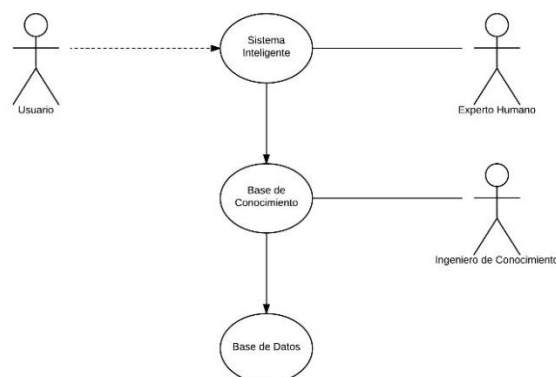 Sistema
Inteligente
Usuario
Experto Humano
Base de
Conocimiento
Ingeniero de Conocimiento
Base de Datos